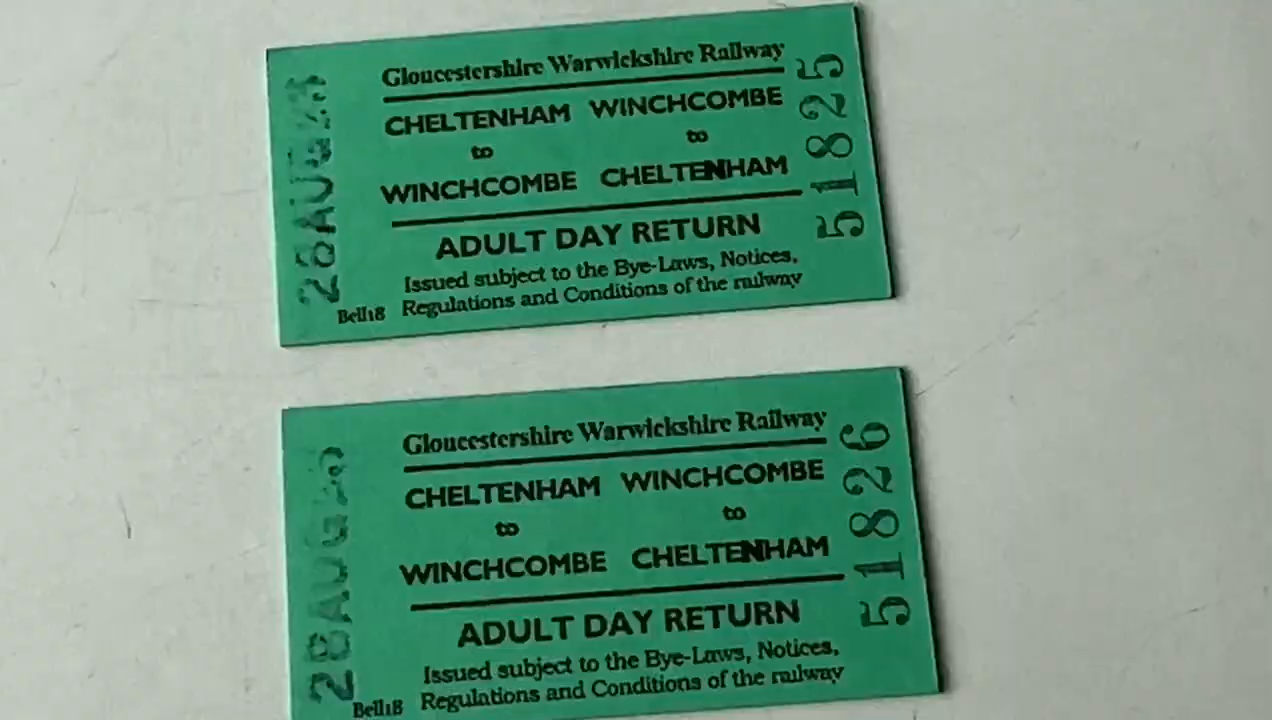 Gloucestershire Warwickshire Railway
CHELTENHAM WINCHCOMBE
to to
WINCHCOMBE CHELTENHAM
ADULT DAY RETURN
Issued subject to the Bye-Laws, Notices,
Regulations and Conditions of the railway
Bell18
28AUG
51825
Gloucestershire Warwickshire Railway
CHELTENHAM WINCHCOMBE
to to
WINCHCOMBE CHELTENHAM
ADULT DAY RETURN
Issued subject to the Bye-Laws, Notices,
Regulations and Conditions of the railway
Bell18
28AUG
51826